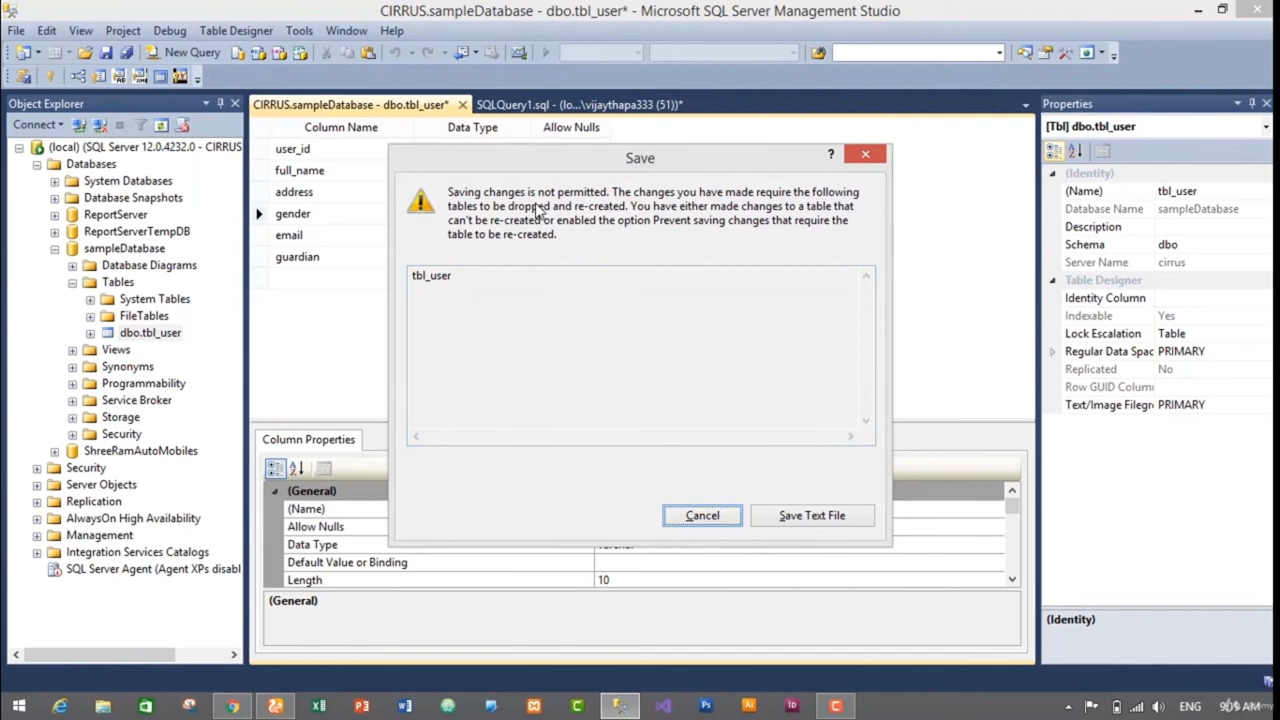 CIRRUS.sampleDatabase - dbo.tbl_user* - Microsoft SQL Server Management Studio
File Edit View Project Debug Table Designer Tools Window Help
New Query
Object Explorer
Connect
(local) (SQL Server 12.0.4232.0 - CIRRUS
Databases
System Databases
Database Snapshots
ReportServer
ReportServerTempDB
sampleDatabase
Database Diagrams
Tables
System Tables
FileTables
dbo.tbl_user
Views
Synonyms
Programmability
Service Broker
Storage
Security
ShreeRamAutoMobiles
Security
Server Objects
Replication
AlwaysOn High Availability
Management
Integration Services Catalogs
SQL Server Agent (Agent XPs disabl
CIRRUS.sampleDatabase - dbo.tbl_user* SQLQuery1.sql - (lo...\vijaythapa333 (51))*
Column Name Data Type Allow Nulls
user_id
full_name
address
gender
email
guardian
Save
Saving changes is not permitted. The changes you have made require the following
tables to be dropped and re-created. You have either made changes to a table that
can't be re-created or enabled the option Prevent saving changes that require the
table to be re-created.
tbl_user
Cancel Save Text File
Column Properties
(General)
(Name)
Allow Nulls
Data Type
Default Value or Binding
Length 10
(General)
Properties
[Tbl] dbo.tbl_user
(Identity)
(Name) tbl_user
Database Name sampleDatabase
Description
Schema dbo
Server Name cirrus
Table Designer
Identity Column
Indexable Yes
Lock Escalation Table
Regular Data Spac PRIMARY
Replicated No
Row GUID Colum
Text/Image Filegr PRIMARY
(Identity)
ENG